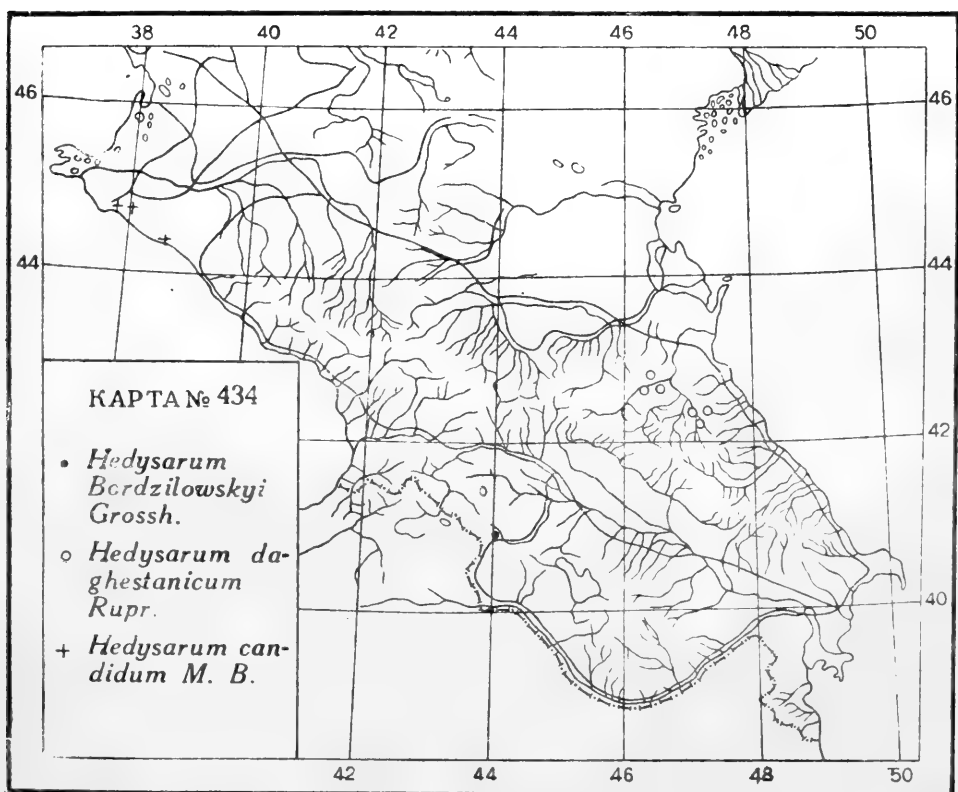 38 40 42 44 46 48 50
46 46
44 44
КАРТА № 434
42
• Hedysarum
Bordzilowskyi
Grossh.
○ Hedysarum da-
ghestanicum
Rupr.
40
+ Hedysarum can-
didum M. B.
42 44 46 48 50